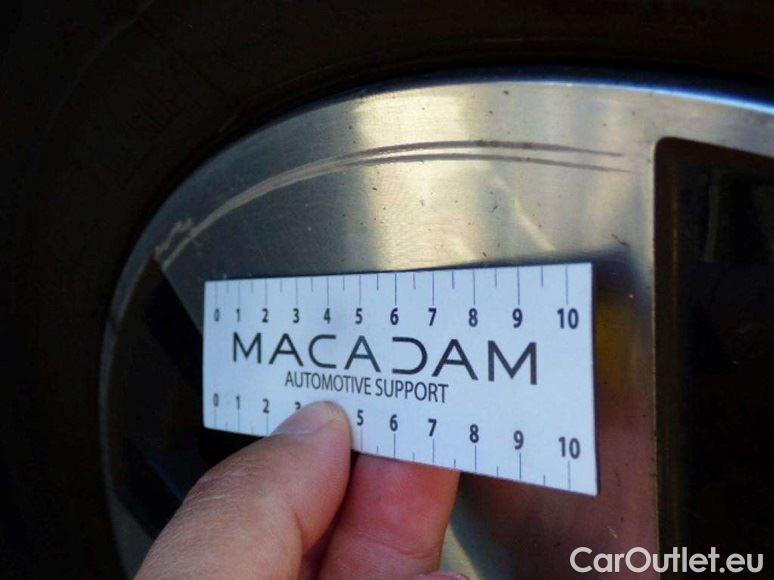 0 1 2 3 4 5 6 7 8 9 10
MACADAM
AUTOMOTIVE SUPPORT
0 1 2 3 5 6 7 8 9 10
CarOutlet.eu